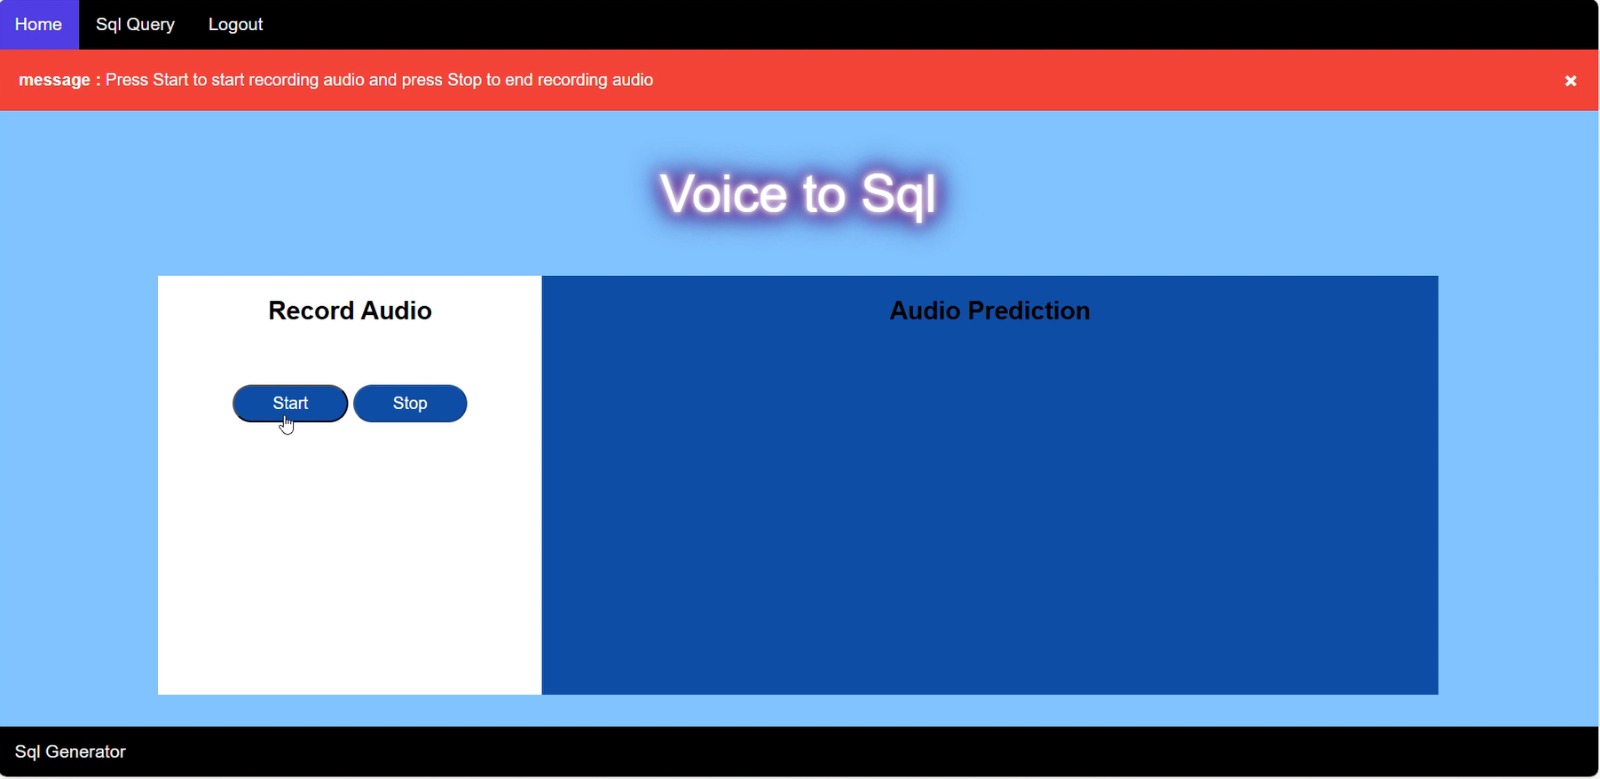 Home Sql Query Logout
message : Press Start to start recording audio and press Stop to end recording audio ×
Voice to Sql
Record Audio
Audio Prediction
Start Stop
Sql Generator